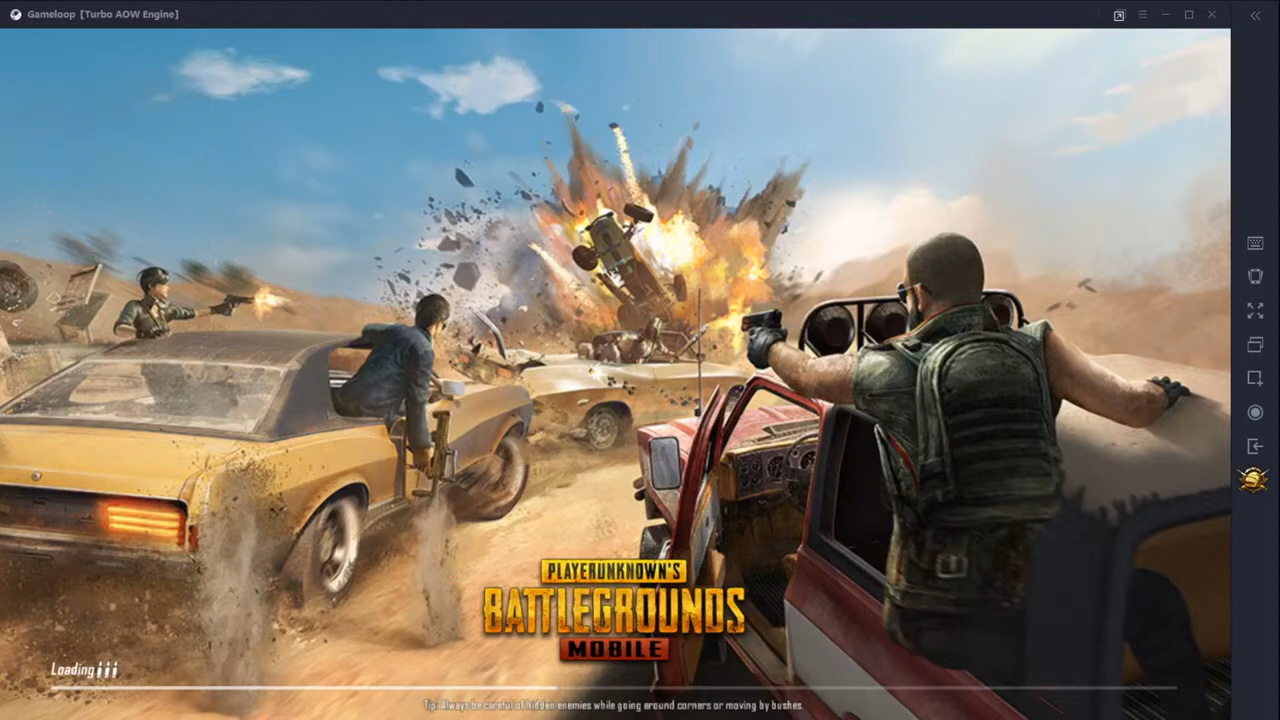 Gameloop [Turbo AOW Engine]
PLAYERUNKNOWN'S
BATTLEGROUNDS
MOBILE
Loading
Tip: Always be careful of hidden enemies while going around corners or moving by bushes.